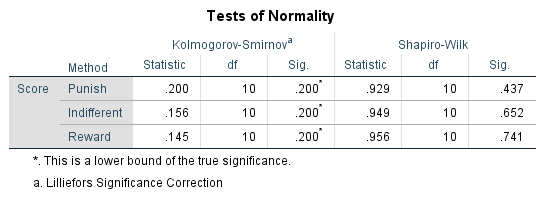 Tests of Normality
Kolmogorov-Smirnovᵃ Shapiro-Wilk
Method Statistic df Sig. Statistic df Sig.
Score Punish .200 10 .200* .929 10 .437
Indifferent .156 10 .200* .949 10 .652
Reward .145 10 .200* .956 10 .741
*. This is a lower bound of the true significance.
a. Lilliefors Significance Correction